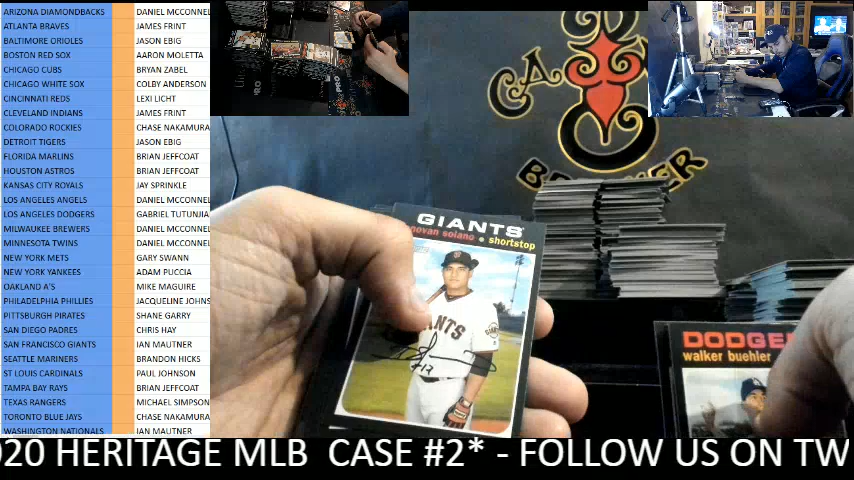 ARIZONA DIAMONDBACKS DANIEL MCCONNEL
ATLANTA BRAVES JAMES FRINT
BALTIMORE ORIOLES JASON EBIG
BOSTON RED SOX AARON MOLETTA
CHICAGO CUBS BRYAN ZABEL
CHICAGO WHITE SOX COLBY ANDERSON
CINCINNATI REDS LEXI LICHT
CLEVELAND INDIANS JAMES FRINT
COLORADO ROCKIES CHASE NAKAMURA
DETROIT TIGERS JASON EBIG
FLORIDA MARLINS BRIAN JEFFCOAT
HOUSTON ASTROS BRIAN JEFFCOAT
KANSAS CITY ROYALS JAY SPRINKLE
LOS ANGELES ANGELS DANIEL MCCONNEL
LOS ANGELES DODGERS GABRIEL TUTUNJIA
MILWAUKEE BREWERS DANIEL MCCONNEL
MINNESOTA TWINS DANIEL MCCONNEL
NEW YORK METS GARY SWANN
NEW YORK YANKEES ADAM PUCCIA
OAKLAND A'S MIKE MAGUIRE
PHILADELPHIA PHILLIES JACQUELINE JOHNS
PITTSBURGH PIRATES SHANE GARRY
SAN DIEGO PADRES CHRIS HAY
SAN FRANCISCO GIANTS IAN MAUTNER
SEATTLE MARINERS BRANDON HICKS
ST LOUIS CARDINALS PAUL JOHNSON
TAMPA BAY RAYS BRIAN JEFFCOAT
TEXAS RANGERS MICHAEL SIMPSON
TORONTO BLUE JAYS CHASE NAKAMURA
WASHINGTON NATIONALS IAN MAUTNER
GIANTS
novan solano • shortstop
GIANTS
DODGE
walker buehler
020 HERITAGE MLB CASE #2* - FOLLOW US ON TW